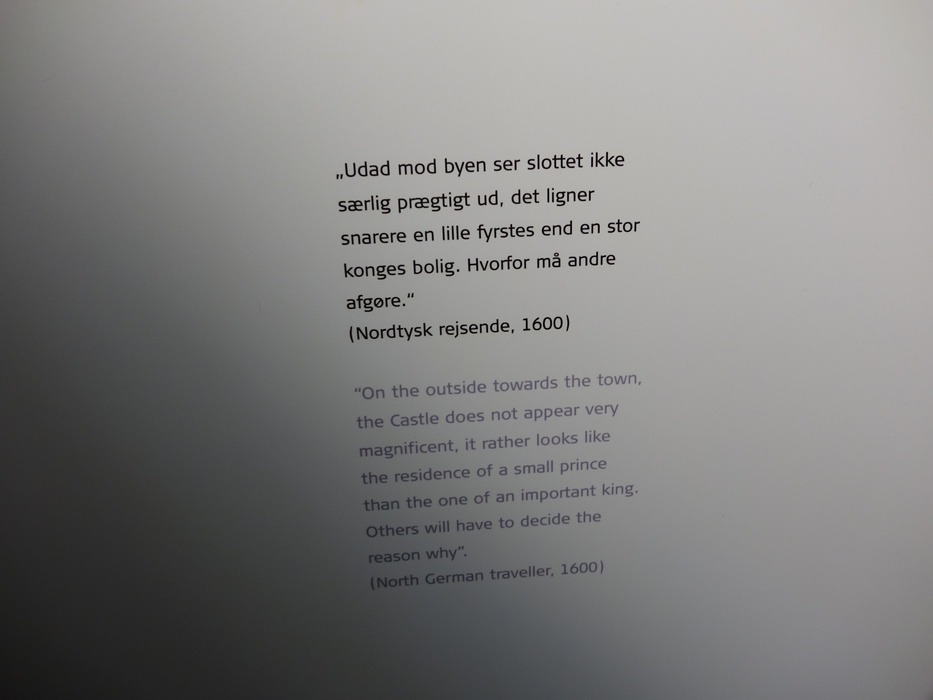 „Udad mod byen ser slottet ikke
særlig prægtigt ud, det ligner
snarere en lille fyrstes end en stor
konges bolig. Hvorfor må andre
afgøre.“
(Nordtysk rejsende, 1600)
“On the outside towards the town,
the Castle does not appear very
magnificent, it rather looks like
the residence of a small prince
than the one of an important king.
Others will have to decide the
reason why”.
(North German traveller, 1600)